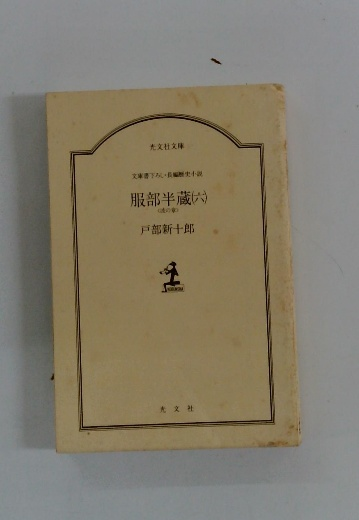 光文社文庫
文庫書下ろし・長編歴史小説
服部半蔵(六)
戸部新十郎
光文社